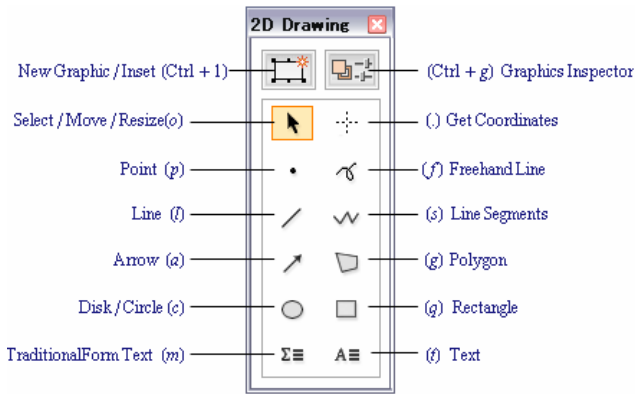 2D Drawing
New Graphic / Inset (Ctrl + 1)
(Ctrl + g) Graphics Inspector
Select / Move / Resize(o)
(.) Get Coordinates
Point (p)
(f) Freehand Line
Line (l)
(s) Line Segments
Arrow (a)
(g) Polygon
Disk / Circle (c)
(q) Rectangle
TraditionalForm Text (m)
Σ≡
A≡
(t) Text